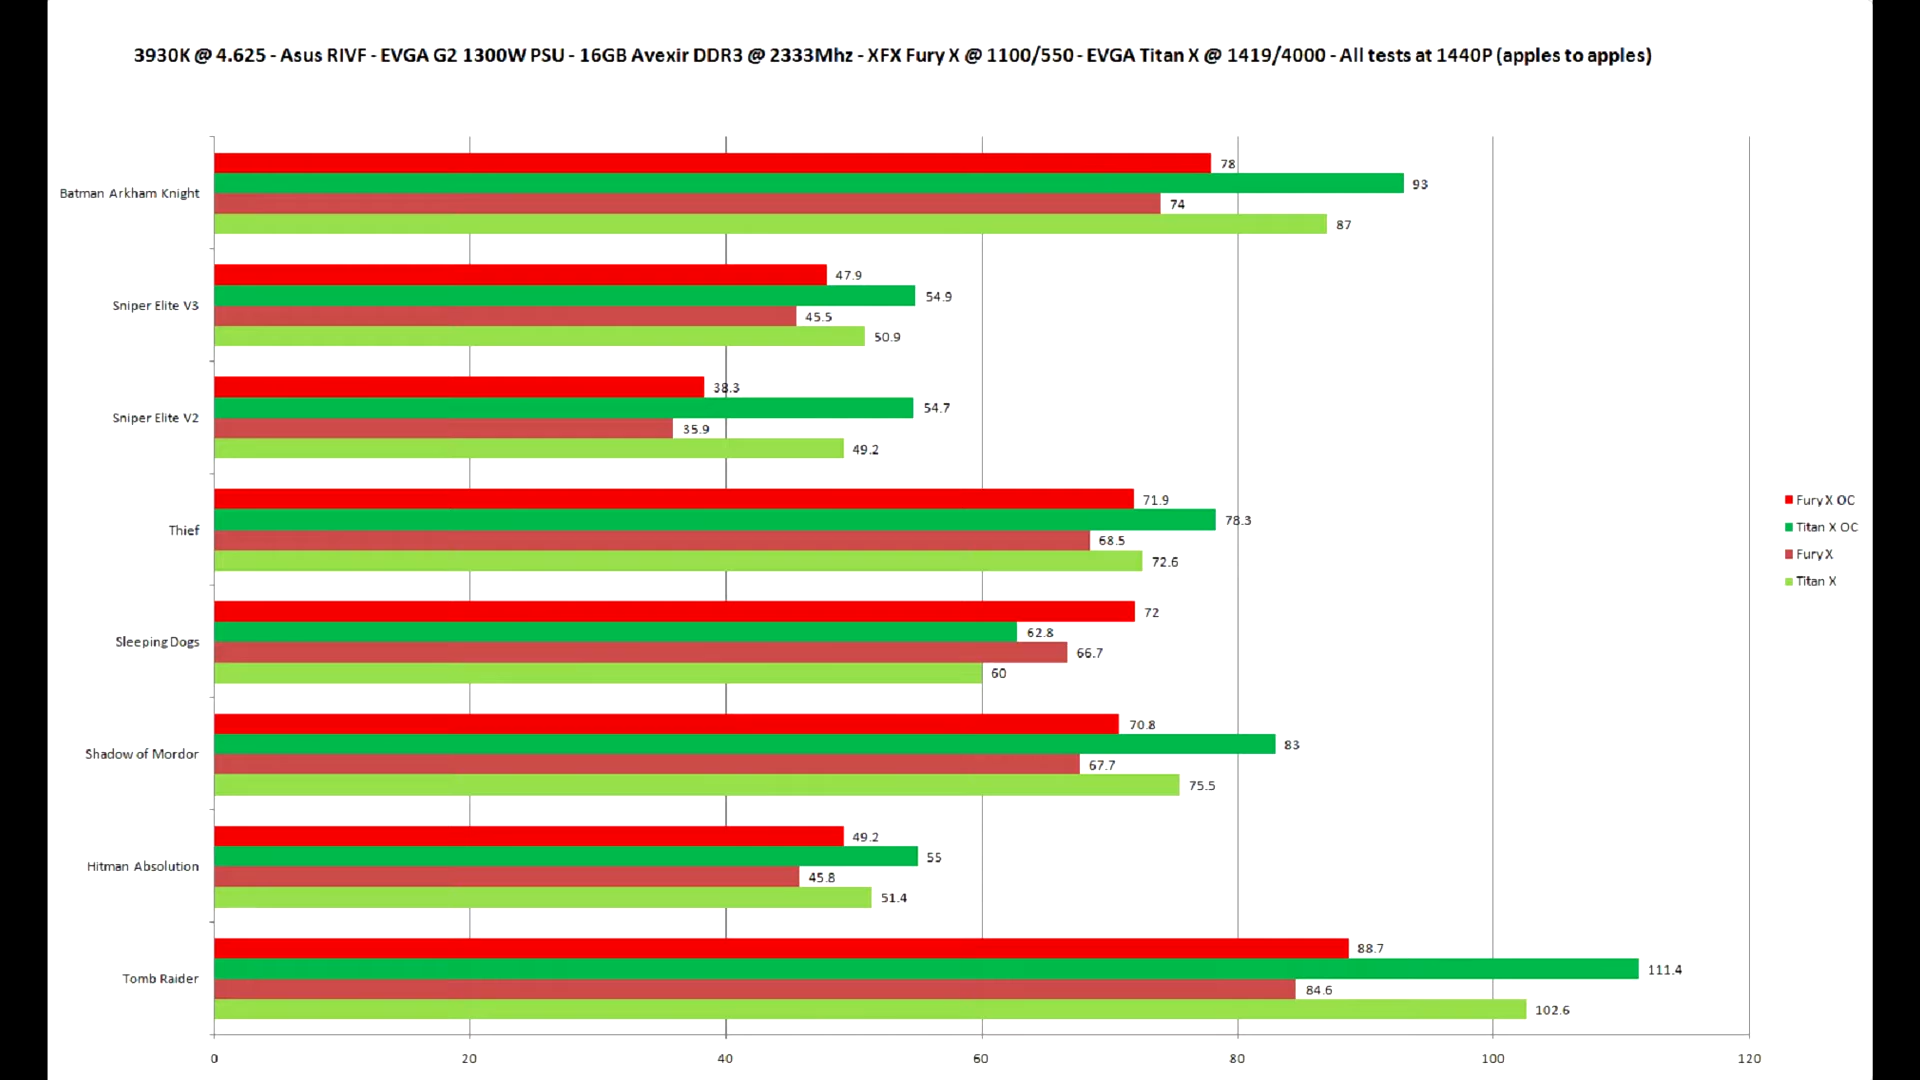 3930K @ 4.625 - Asus RIVF - EVGA G2 1300W PSU - 16GB Avexir DDR3 @ 2333Mhz - XFX Fury X @ 1100/550 - EVGA Titan X @ 1419/4000 - All tests at 1440P (apples to apples)
Batman Arkham Knight
78
93
74
87
Sniper Elite V3
47.9
54.9
45.5
50.9
Sniper Elite V2
38.3
54.7
35.9
49.2
Thief
71.9
78.3
68.5
72.6
Sleeping Dogs
72
62.8
66.7
60
Shadow of Mordor
70.8
83
67.7
75.5
Hitman Absolution
49.2
55
45.8
51.4
Tomb Raider
88.7
111.4
84.6
102.6
0 20 40 60 80 100 120
Fury X OC
Titan X OC
Fury X
Titan X